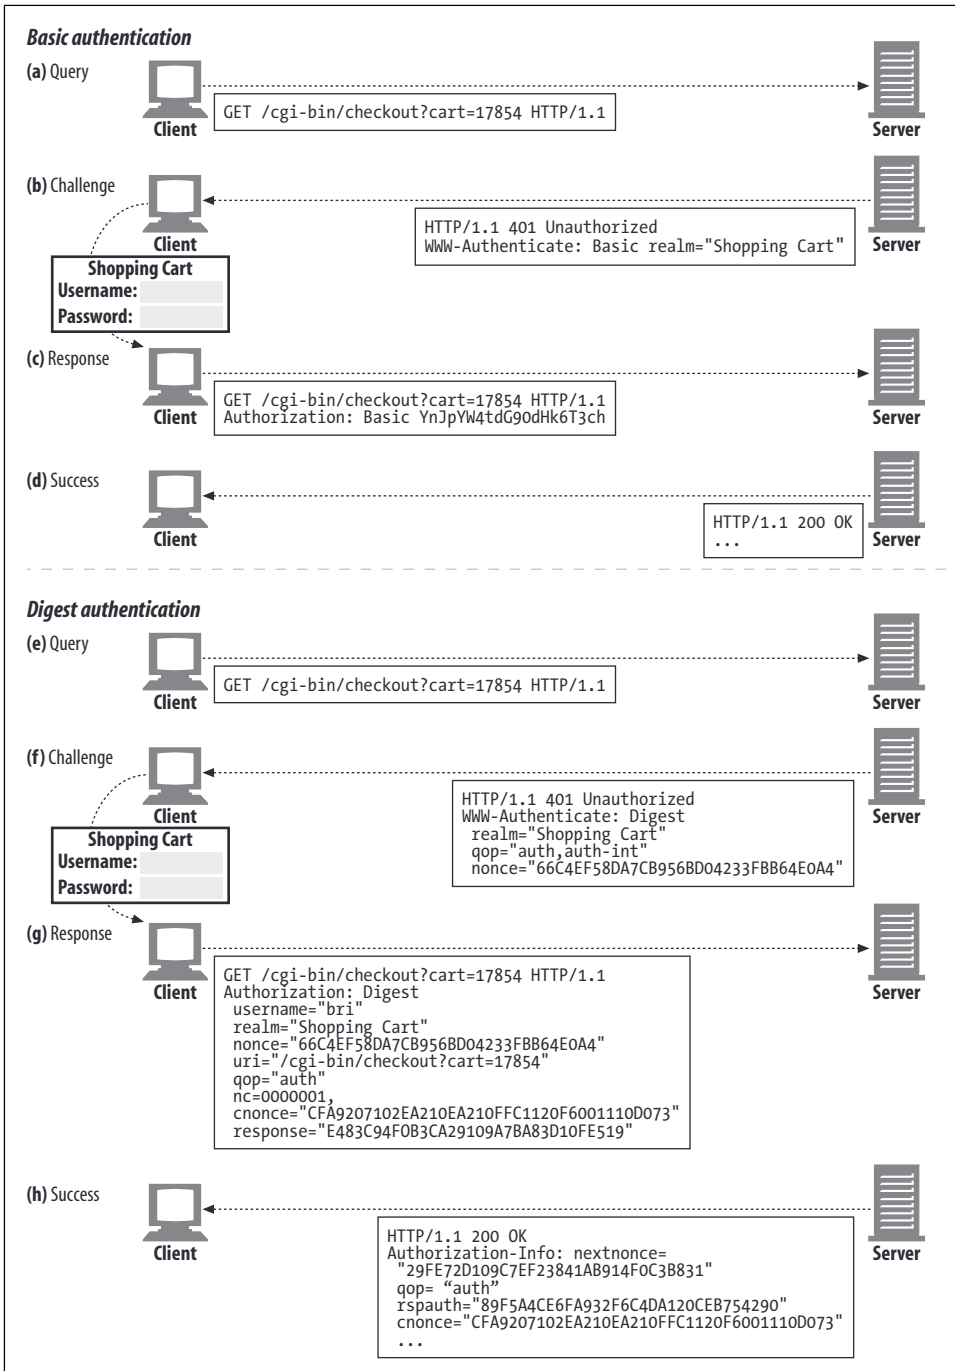 Basic authentication
(a) Query
Client
Server
GET /cgi-bin/checkout?cart=17854 HTTP/1.1
(b) Challenge
Client
Server
HTTP/1.1 401 Unauthorized
WWW-Authenticate: Basic realm="Shopping Cart"
Shopping Cart
Username:
Password:
(c) Response
Client
Server
GET /cgi-bin/checkout?cart=17854 HTTP/1.1
Authorization: Basic YnJpYW4tdG90dHk6T3ch
(d) Success
Client
Server
HTTP/1.1 200 OK
...
Digest authentication
(e) Query
Client
Server
GET /cgi-bin/checkout?cart=17854 HTTP/1.1
(f) Challenge
Client
Server
HTTP/1.1 401 Unauthorized
WWW-Authenticate: Digest
realm="Shopping Cart"
qop="auth,auth-int"
nonce="66C4EF58DA7CB956BD04233FBB64E0A4"
Shopping Cart
Username:
Password:
(g) Response
Client
Server
GET /cgi-bin/checkout?cart=17854 HTTP/1.1
Authorization: Digest
username="bri"
realm="Shopping Cart"
nonce="66C4EF58DA7CB956BD04233FBB64E0A4"
uri="/cgi-bin/checkout?cart=17854"
qop="auth"
nc=0000001,
cnonce="CFA9207102EA210EA210FFC1120F6001110D073"
response="E483C94F0B3CA29109A7BA83D10FE519"
(h) Success
Client
Server
HTTP/1.1 200 OK
Authorization-Info: nextnonce=
"29FE72D109C7EF23841AB914F0C3B831"
qop= “auth”
rspauth="89F5A4CE6FA932F6C4DA120CEB754290"
cnonce="CFA9207102EA210EA210FFC1120F6001110D073"
...